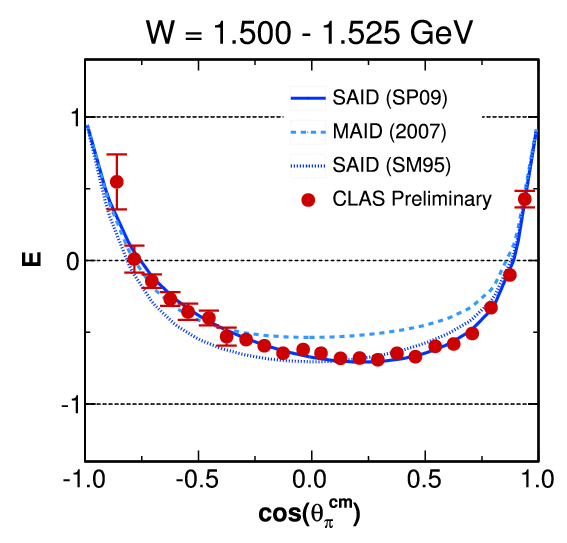 W = 1.500 - 1.525 GeV
SAID (SP09)
MAID (2007)
SAID (SM95)
CLAS Preliminary
E
1
0
-1
-1.0 -0.5 0.0 0.5 1.0
cos(θπcm)